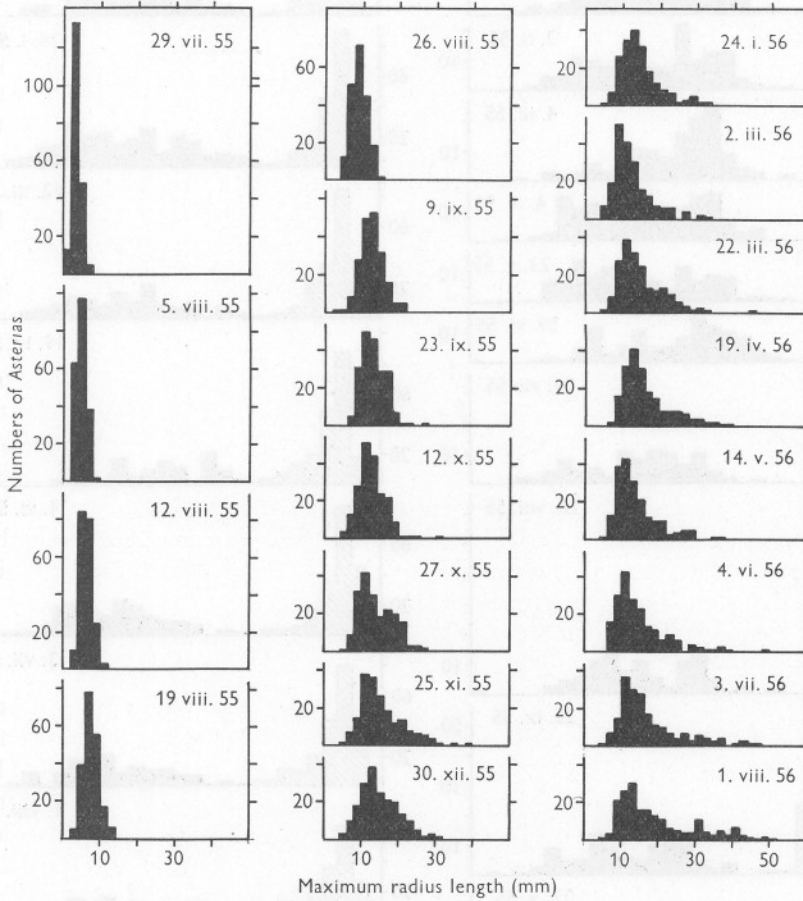 Numbers of Asterias
29. vii. 55
100
60
20
5. viii. 55
60
20
12. viii. 55
60
20
19 viii. 55
60
20
10 30
26. viii. 55
60
20
9. ix. 55
20
23. ix. 55
20
12. x. 55
20
27. x. 55
20
25. xi. 55
20
30. xii. 55
20
10 30
24. i. 56
20
2. iii. 56
20
22. iii. 56
20
19. iv, 56
20
14. v. 56
20
4. vi. 56
20
3. vii. 56
20
1. viii. 56
20
10 30 50
Maximum radius length (mm)